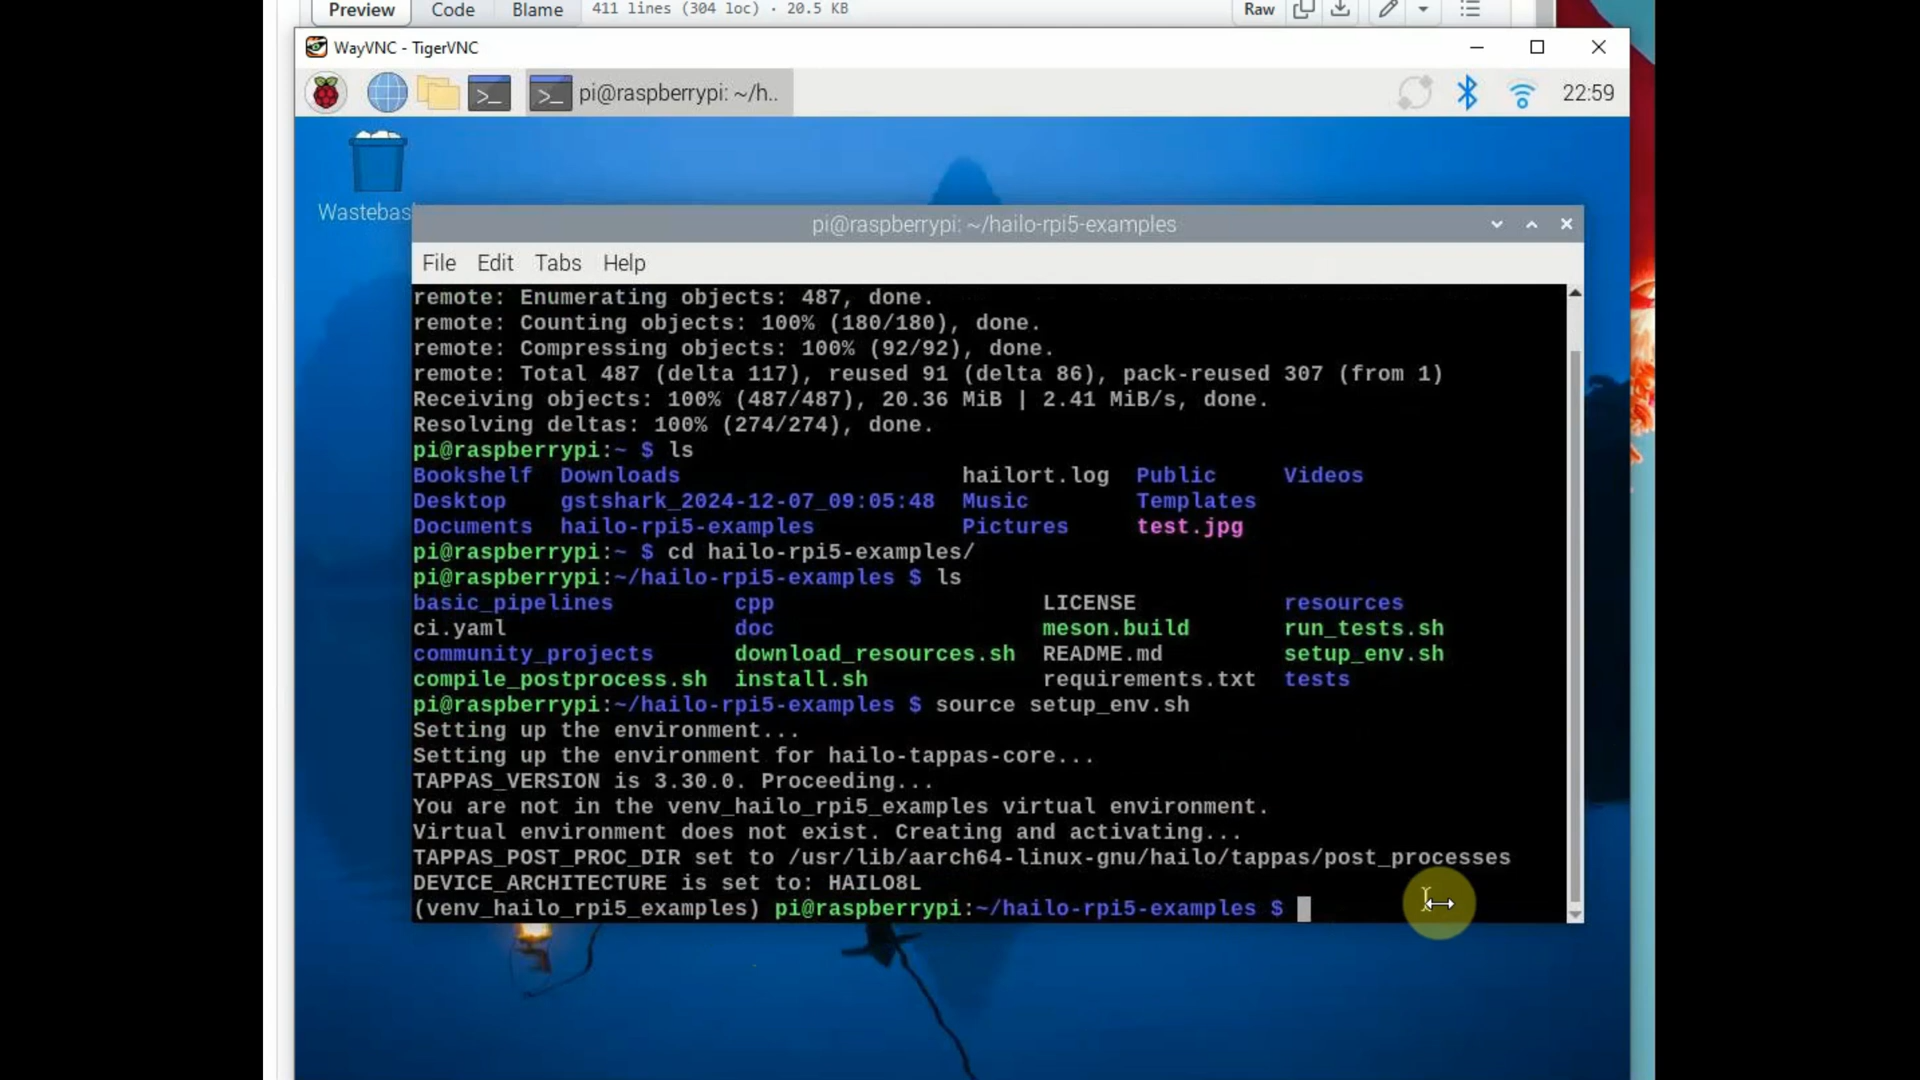 Preview Code Blame 411 lines (304 loc) · 20.5 KB Raw
WayVNC - TigerVNC
pi@raspberrypi: ~/h.. 22:59
Wastebas
pi@raspberrypi: ~/hailo-rpi5-examples
File Edit Tabs Help
remote: Enumerating objects: 487, done.
remote: Counting objects: 100% (180/180), done.
remote: Compressing objects: 100% (92/92), done.
remote: Total 487 (delta 117), reused 91 (delta 86), pack-reused 307 (from 1)
Receiving objects: 100% (487/487), 20.36 MiB | 2.41 MiB/s, done.
Resolving deltas: 100% (274/274), done.
pi@raspberrypi:~ $ ls
Bookshelf Downloads hailort.log Public Videos
Desktop gstshark_2024-12-07_09:05:48 Music Templates
Documents hailo-rpi5-examples Pictures test.jpg
pi@raspberrypi:~ $ cd hailo-rpi5-examples/
pi@raspberrypi:~/hailo-rpi5-examples $ ls
basic_pipelines cpp LICENSE resources
ci.yaml doc meson.build run_tests.sh
community_projects download_resources.sh README.md setup_env.sh
compile_postprocess.sh install.sh requirements.txt tests
pi@raspberrypi:~/hailo-rpi5-examples $ source setup_env.sh
Setting up the environment...
Setting up the environment for hailo-tappas-core...
TAPPAS_VERSION is 3.30.0. Proceeding...
You are not in the venv_hailo_rpi5_examples virtual environment.
Virtual environment does not exist. Creating and activating...
TAPPAS_POST_PROC_DIR set to /usr/lib/aarch64-linux-gnu/hailo/tappas/post_processes
DEVICE_ARCHITECTURE is set to: HAILO8L
(venv_hailo_rpi5_examples) pi@raspberrypi:~/hailo-rpi5-examples $